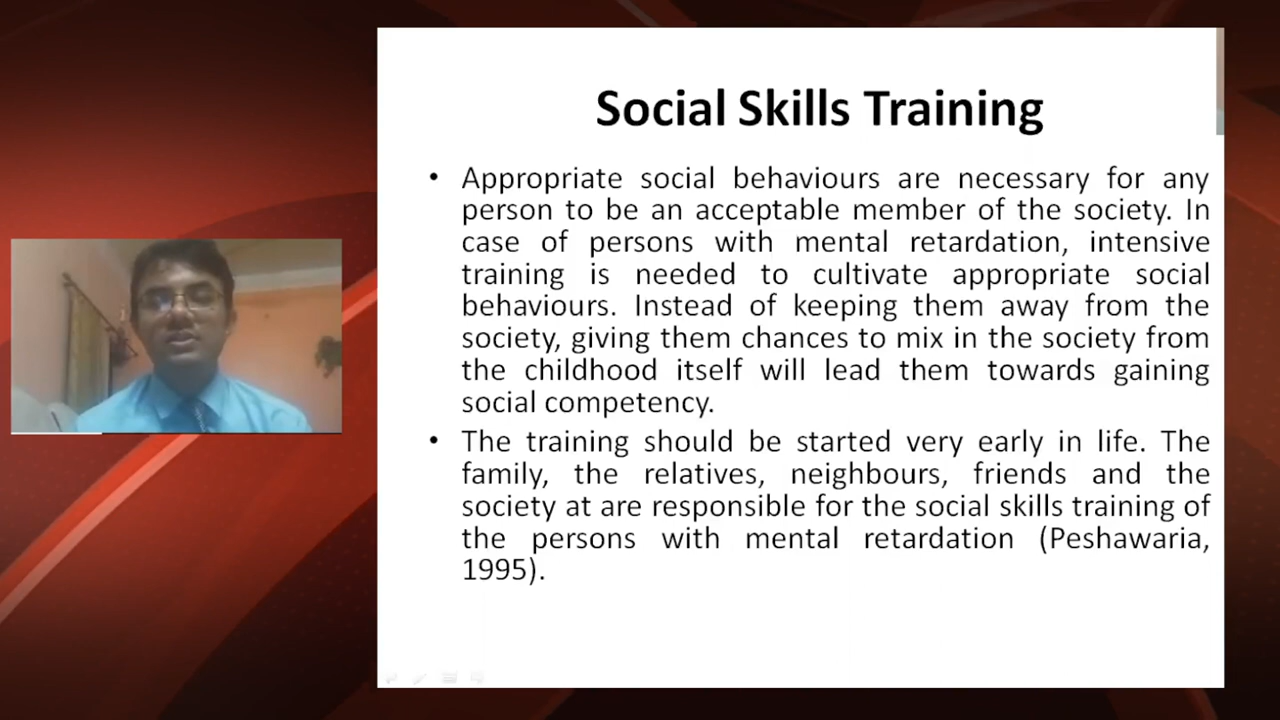 Social Skills Training
• Appropriate social behaviours are necessary for any
person to be an acceptable member of the society. In
case of persons with mental retardation, intensive
training is needed to cultivate appropriate social
behaviours. Instead of keeping them away from the
society, giving them chances to mix in the society from
the childhood itself will lead them towards gaining
social competency.
• The training should be started very early in life. The
family, the relatives, neighbours, friends and the
society at are responsible for the social skills training of
the persons with mental retardation (Peshawaria,
1995).